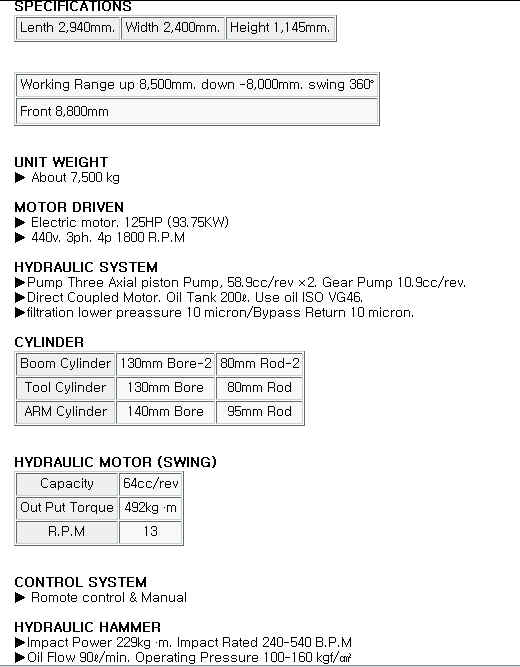 SPECIFICATIONS
Lenth 2,940mm. Width 2,400mm. Height 1,145mm.
Working Range up 8,500mm. down -8,000mm. swing 360°
Front 8,800mm
UNIT WEIGHT
▶ About 7,500 kg
MOTOR DRIVEN
▶ Electric motor. 125HP (93.75KW)
▶ 440v. 3ph. 4p 1800 R.P.M
HYDRAULIC SYSTEM
▶Pump Three Axial piston Pump, 58.9cc/rev ×2. Gear Pump 10.9cc/rev.
▶Direct Coupled Motor. Oil Tank 200ℓ. Use oil ISO VG46.
▶filtration lower preassure 10 micron/Bypass Return 10 micron.
CYLINDER
Boom Cylinder 130mm Bore-2 80mm Rod-2
Tool Cylinder 130mm Bore 80mm Rod
ARM Cylinder 140mm Bore 95mm Rod
HYDRAULIC MOTOR (SWING)
Capacity 64cc/rev
Out Put Torque 492kg ·m
R.P.M 13
CONTROL SYSTEM
▶ Romote control & Manual
HYDRAULIC HAMMER
▶Impact Power 229kg ·m. Impact Rated 240-540 B.P.M
▶Oil Flow 90ℓ/min. Operating Pressure 100-160 kgf/㎠